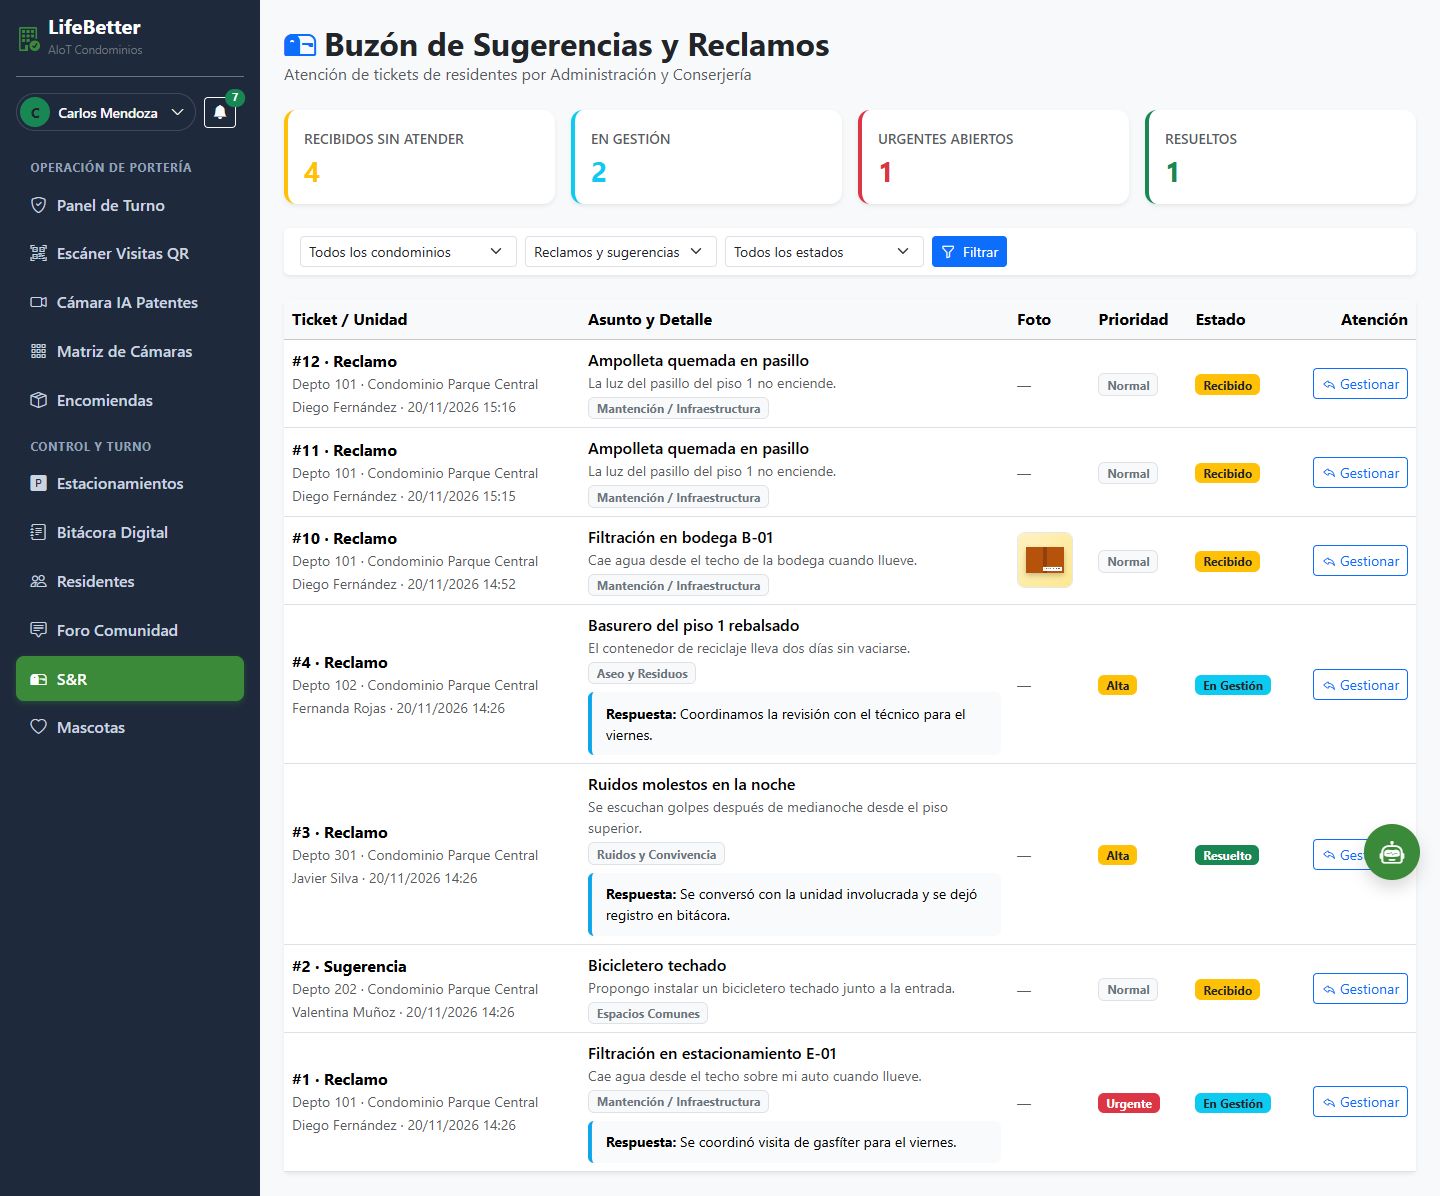 LifeBetter
AIoT Condominios
C Carlos Mendoza
7
OPERACIÓN DE PORTERÍA
Panel de Turno
Escáner Visitas QR
Cámara IA Patentes
Matriz de Cámaras
Encomiendas
CONTROL Y TURNO
P Estacionamientos
Bitácora Digital
Residentes
Foro Comunidad
S&R
Mascotas
Buzón de Sugerencias y Reclamos
Atención de tickets de residentes por Administración y Conserjería
RECIBIDOS SIN ATENDER
4
EN GESTIÓN
2
URGENTES ABIERTOS
1
RESUELTOS
1
Todos los condominios
Reclamos y sugerencias
Todos los estados
Filtrar
Ticket / Unidad Asunto y Detalle Foto Prioridad Estado Atención
#12 · Reclamo
Depto 101 · Condominio Parque Central
Diego Fernández · 20/11/2026 15:16
Ampolleta quemada en pasillo
La luz del pasillo del piso 1 no enciende.
Mantención / Infraestructura
—
Normal
Recibido
Gestionar
#11 · Reclamo
Depto 101 · Condominio Parque Central
Diego Fernández · 20/11/2026 15:15
Ampolleta quemada en pasillo
La luz del pasillo del piso 1 no enciende.
Mantención / Infraestructura
—
Normal
Recibido
Gestionar
#10 · Reclamo
Depto 101 · Condominio Parque Central
Diego Fernández · 20/11/2026 14:52
Filtración en bodega B-01
Cae agua desde el techo de la bodega cuando llueve.
Mantención / Infraestructura
Normal
Recibido
Gestionar
#4 · Reclamo
Depto 102 · Condominio Parque Central
Fernanda Rojas · 20/11/2026 14:26
Basurero del piso 1 rebalsado
El contenedor de reciclaje lleva dos días sin vaciarse.
Aseo y Residuos
Respuesta: Coordinamos la revisión con el técnico para el
viernes.
—
Alta
En Gestión
Gestionar
#3 · Reclamo
Depto 301 · Condominio Parque Central
Javier Silva · 20/11/2026 14:26
Ruidos molestos en la noche
Se escuchan golpes después de medianoche desde el piso
superior.
Ruidos y Convivencia
Respuesta: Se conversó con la unidad involucrada y se dejó
registro en bitácora.
—
Alta
Resuelto
Ges
#2 · Sugerencia
Depto 202 · Condominio Parque Central
Valentina Muñoz · 20/11/2026 14:26
Bicicletero techado
Propongo instalar un bicicletero techado junto a la entrada.
Espacios Comunes
—
Normal
Recibido
Gestionar
#1 · Reclamo
Depto 101 · Condominio Parque Central
Diego Fernández · 20/11/2026 14:26
Filtración en estacionamiento E-01
Cae agua desde el techo sobre mi auto cuando llueve.
Mantención / Infraestructura
Respuesta: Se coordinó visita de gasfíter para el viernes.
—
Urgente
En Gestión
Gestionar